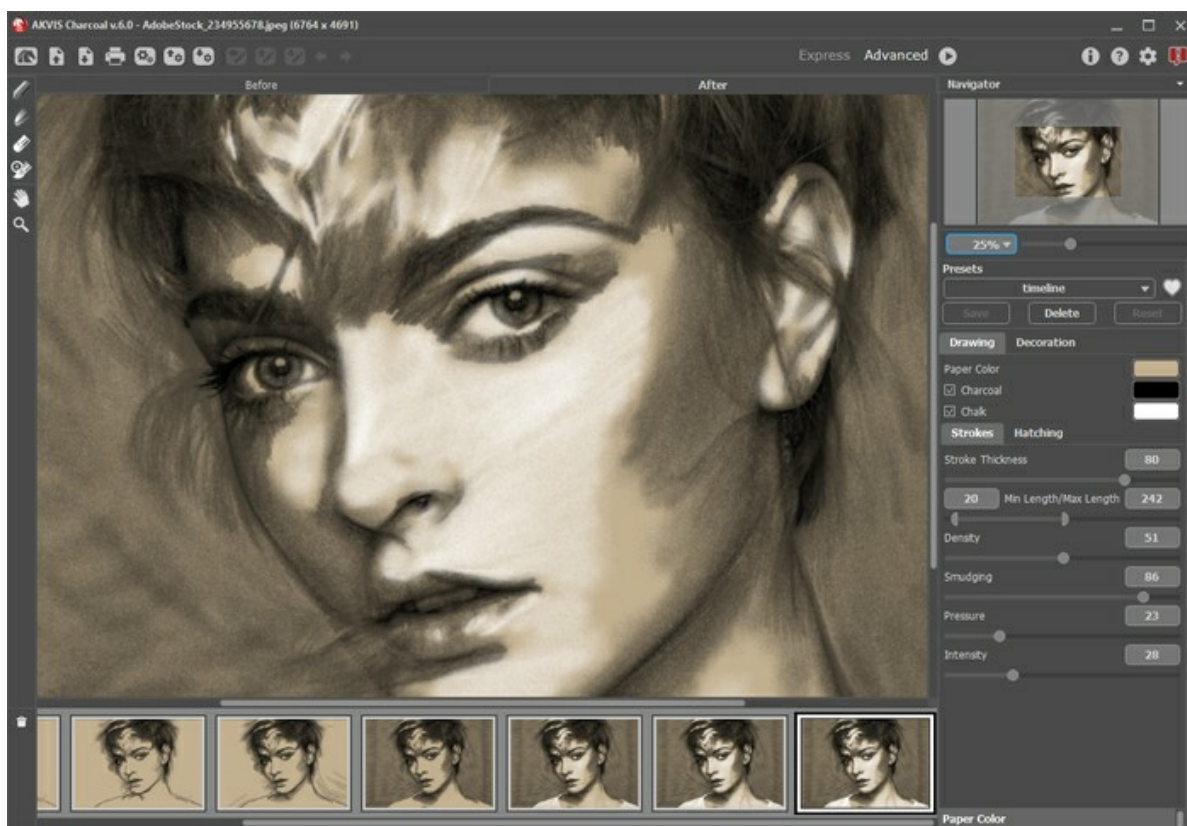 AKVIS Charcoal v.6.0 - AdobeStock_234955678.jpeg (6764 x 4691)
Express Advanced
Before After
Navigator
25%
Presets
timeline
Save Delete Reset
Drawing Decoration
Paper Color
Charcoal
Chalk
Strokes Hatching
Stroke Thickness 80
20 Min Length/Max Length 242
Density 51
Smudging 86
Pressure 23
Intensity 28
Paper Color